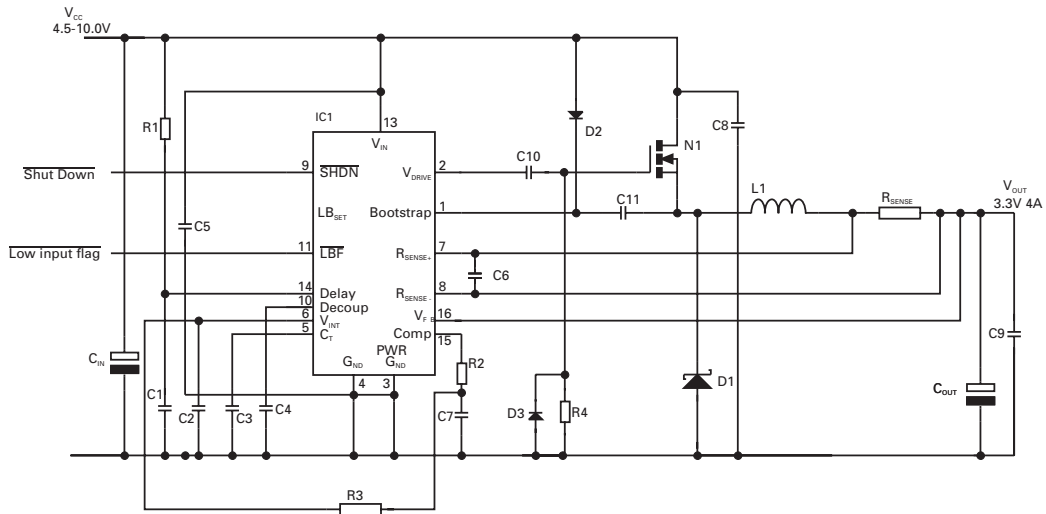 VCC
4.5-10.0V
IC1
R1
13
VIN
D2
N1
C8
C10
Shut Down
9
SHDN
VDRIVE
2
L1
RSENSE
VOUT
3.3V 4A
LBSET
Bootstrap
1
C11
C5
Low input flag
11
LBF
RSENSE+
7
C6
14
Delay
RSENSE -
8
10
Decoup
6
VINT
VF B
16
5
CT
Comp
15
C9
CIN
GND
PWR
GND
R2
4
3
D1
COUT
C1
C2
C3
C4
C7
D3
R4
R3